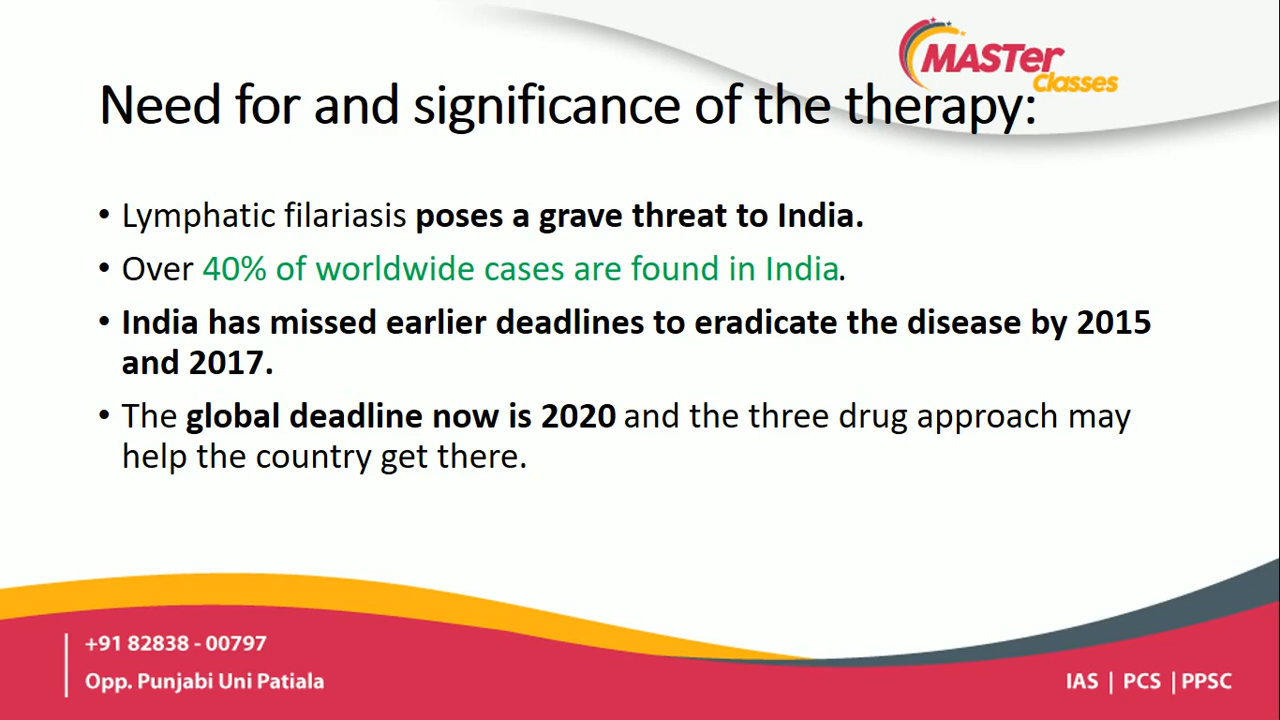 MASTer
Classes
Need for and significance of the therapy:
• Lymphatic filariasis poses a grave threat to India.
• Over 40% of worldwide cases are found in India.
• India has missed earlier deadlines to eradicate the disease by 2015
and 2017.
• The global deadline now is 2020 and the three drug approach may
help the country get there.
+91 82838 - 00797
Opp. Punjabi Uni Patiala
IAS | PCS | PPSC